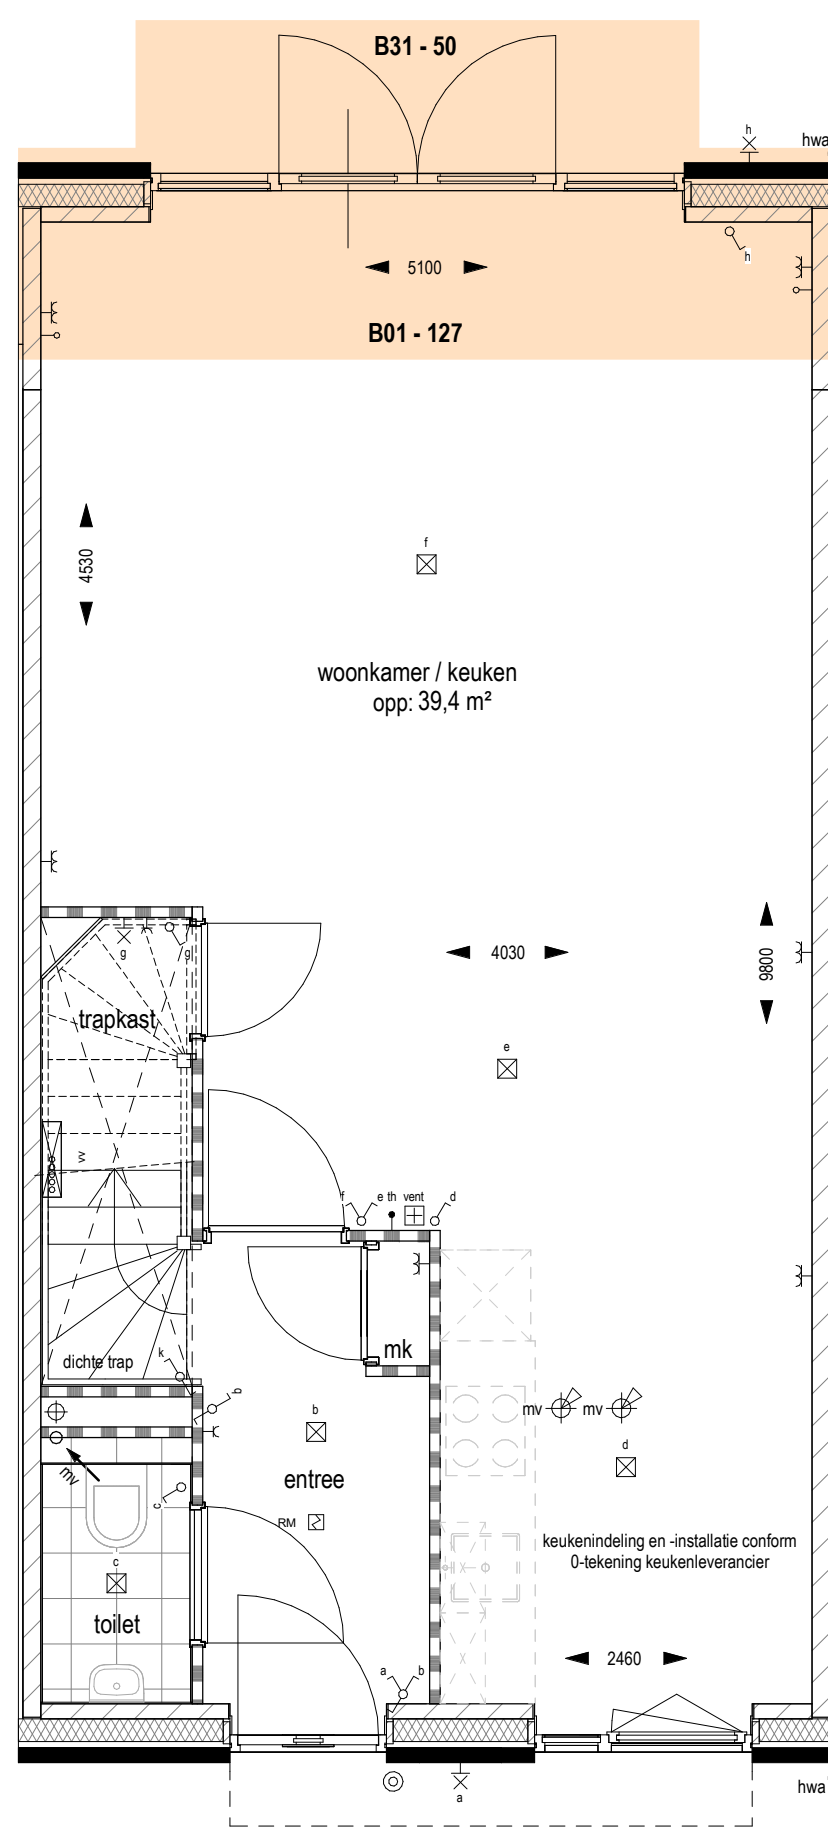 B31 - 50
h
hwa
5100
h
B01 - 127
4530
f
woonkamer / keuken
opp: 39,4 m²
g
g
4030
9800
trapkast
e
vv
f
e th
vent
d
mk
dichte trap
k
b
b
mv
mv
d
mv
entree
c
RM
keukenindeling en -installatie conform
0-tekening keukenleverancier
c
toilet
2460
a
b
a
hwa